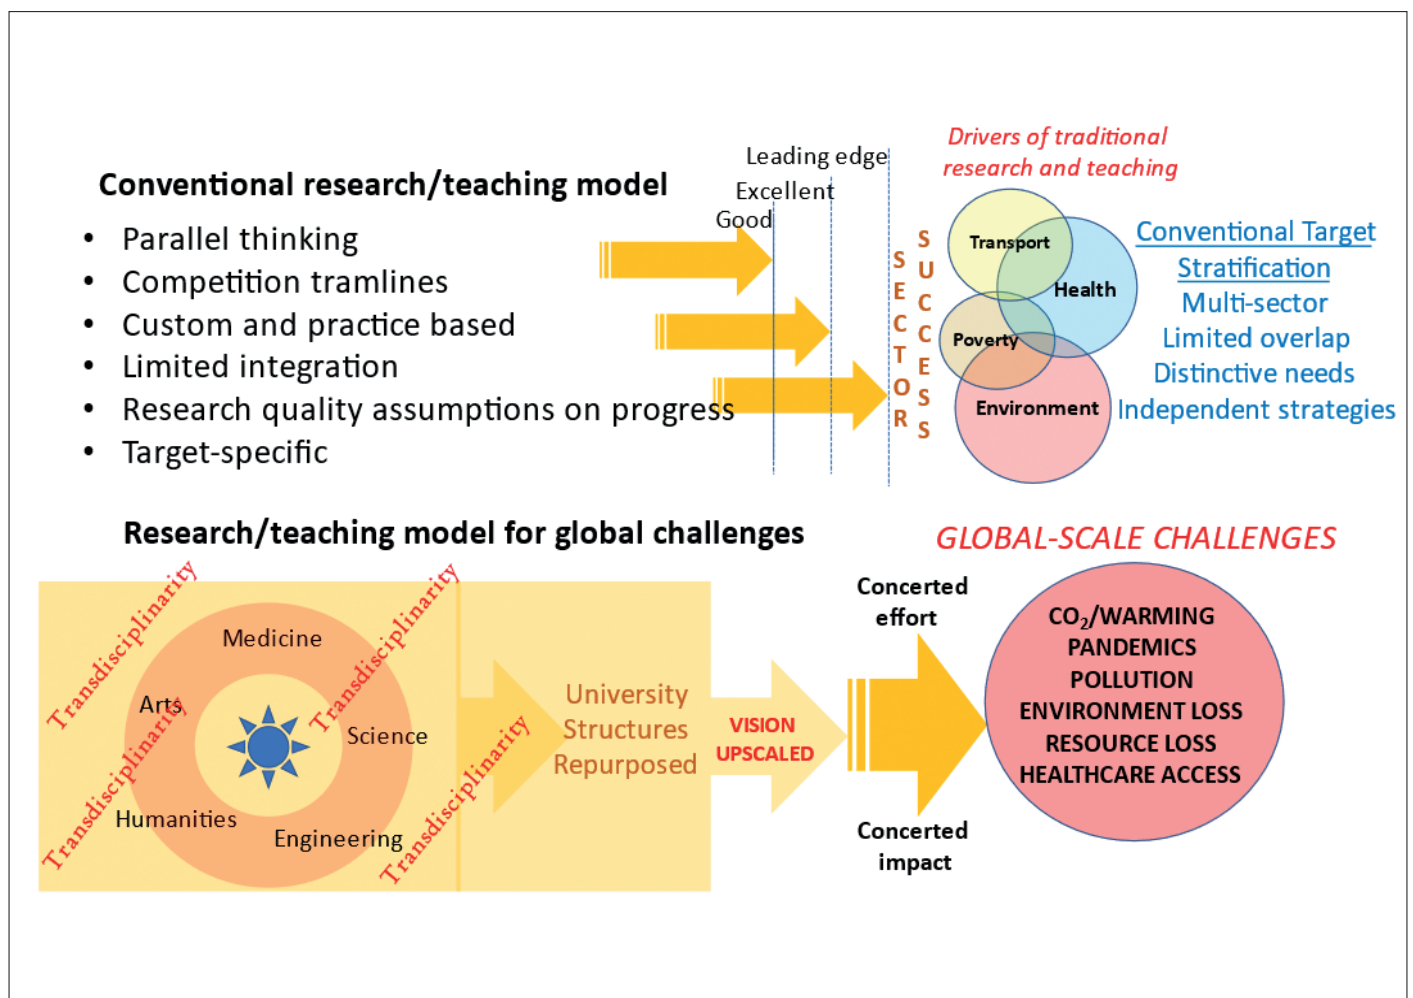 Conventional research/teaching model
• Parallel thinking
• Competition tramlines
• Custom and practice based
• Limited integration
• Research quality assumptions on progress
• Target-specific
Leading edge
Excellent
Good
SECTOR
SUCCESS
Drivers of traditional
research and teaching
Transport
Health
Poverty
Environment
Conventional Target
Stratification
Multi-sector
Limited overlap
Distinctive needs
Independent strategies
Research/teaching model for global challenges
Transdisciplinarity
Transdisciplinarity
Transdisciplinarity
Transdisciplinarity
Medicine
Arts
Science
Humanities
Engineering
University
Structures
Repurposed
VISION
UPSCALED
Concerted
effort
Concerted
impact
GLOBAL-SCALE CHALLENGES
CO₂/WARMING
PANDEMICS
POLLUTION
ENVIRONMENT LOSS
RESOURCE LOSS
HEALTHCARE ACCESS